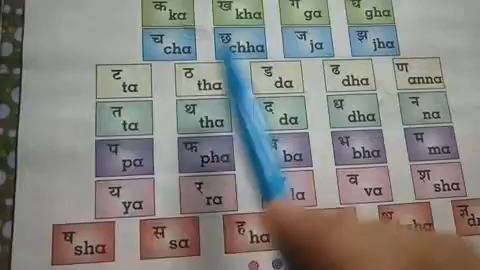 क ka ख kha ग ga घ gha
च cha छ chha ज ja झ jha
ट ta ठ tha ड da ढ dha ण anna
त ta थ tha द da ध dha न na
प pa फ pha ba भ bha म ma
य ya र ra la व va श sha
ष sha स sa ह ha sha